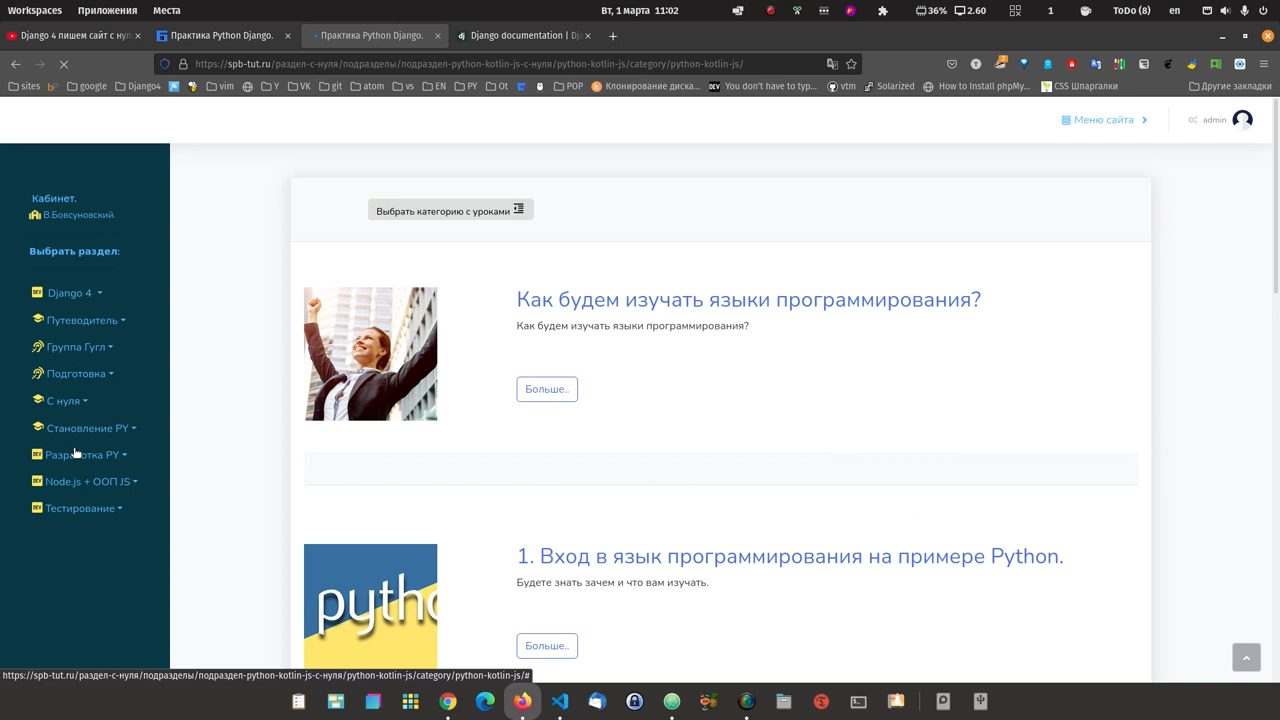 Workspaces Приложения Места
Вт, 1 марта 11:02
36% 2.60 1 ToDo (8) en
Django 4 пишем сайт с нул
Практика Python Django.
Практика Python Django.
Django documentation | Dj
https://spb-tut.ru/раздел-с-нуля/подразделы/подраздел-python-kotlin-js-с-нуля/python-kotlin-js/category/python-kotlin-js/
sites google Django4 vim Y VK git atom vs EN PY Ot POP Клонирование диска... You don't have to typ... vtm Solarized How to Install phpMy... CSS Шпаргалки Другие закладки
Меню сайта
admin
Кабинет.
В.Бовсуновский.
Выбрать раздел:
Django 4
Путеводитель
Группа Гугл
Подготовка
С нуля
Становление PY
Разработка PY
Node.js + ООП JS
Тестирование
Выбрать категорию с уроками
Как будем изучать языки программирования?
Как будем изучать языки программирования?
Больше..
1. Вход в язык программирования на примере Python.
Будете знать зачем и что вам изучать.
Больше..
https://spb-tut.ru/раздел-с-нуля/подразделы/подраздел-python-kotlin-js-с-нуля/python-kotlin-js/category/python-kotlin-js/#